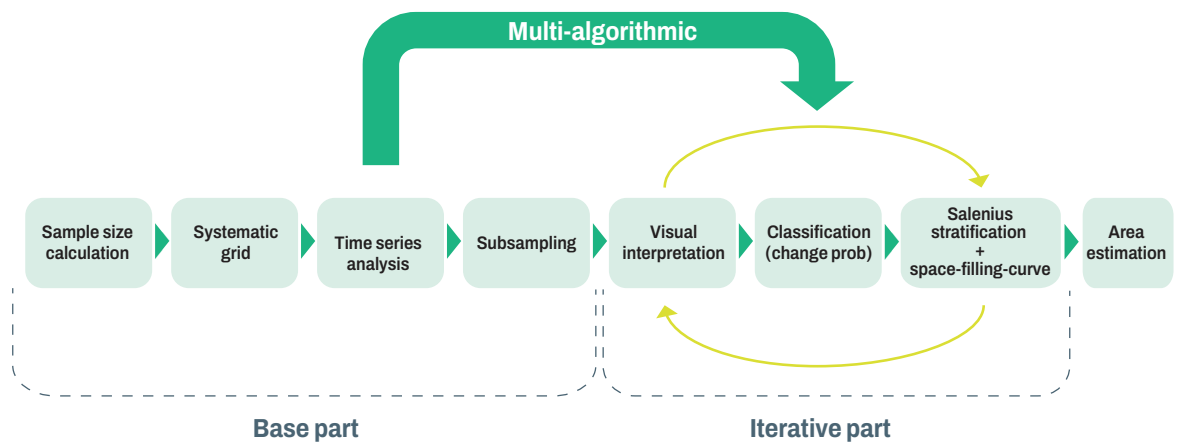 Multi-algorithmic
Sample size
calculation
Systematic
grid
Time series
analysis
Subsampling
Visual
interpretation
Classification
(change prob)
Salenius
stratification
+
space-filling-curve
Area
estimation
Base part
Iterative part